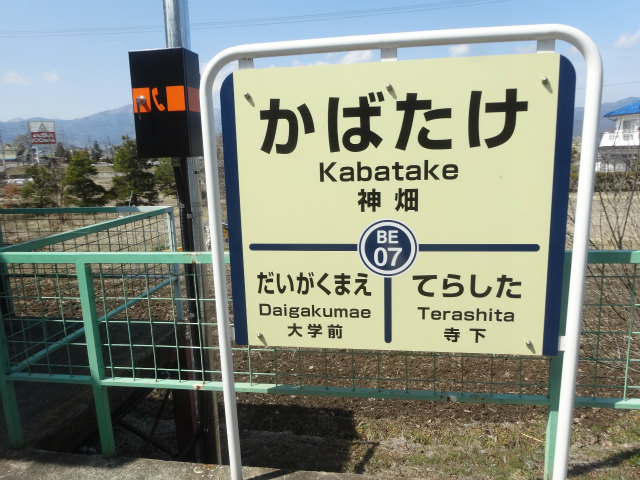 かばたけ
Kabatake
神畑
BE
07
だいがくまえ
Daigakumae
大学前
てらした
Terashita
寺下